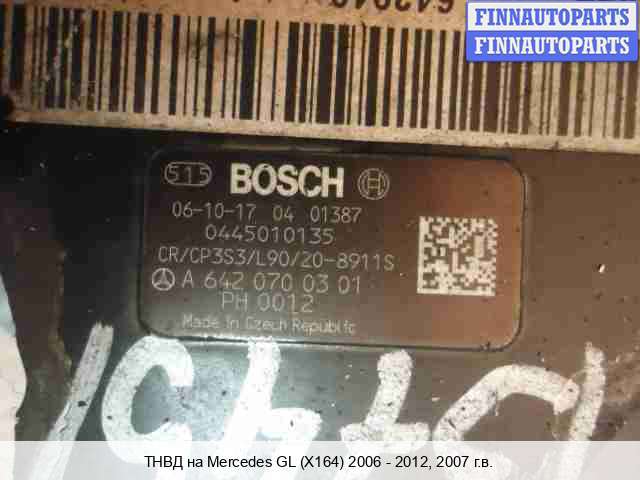 FINNAUTOPARTS
FINNAUTOPARTS
515 BOSCH
06-10-17 04 01387
0445010135
CR/CP3S3/L90/20-8911S
A 642 070 03 01
PH 0012
Made in Czech Republic
ТНВД на Mercedes GL (X164) 2006 - 2012, 2007 г.в.